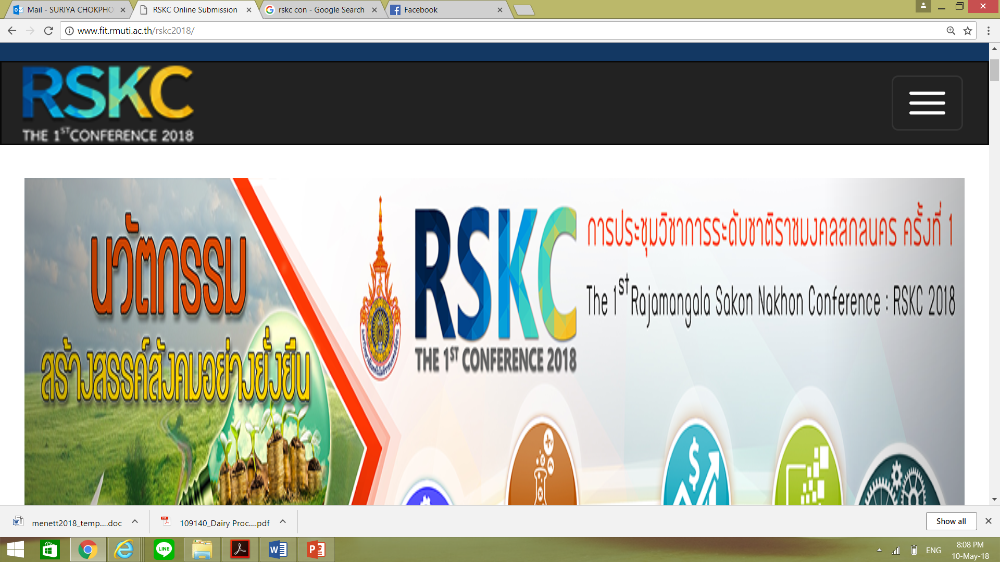 Mail - SURIYA CHOKPHO
RSKC Online Submission
rskc con - Google Search
Facebook
www.fit.rmuti.ac.th/rskc2018/
RSKC
THE 1ST CONFERENCE 2018
นวัตกรรม
สร้างสรรค์สังคมอย่างยั่งยืน
RSKC
THE 1ST CONFERENCE 2018
การประชุมวิชาการระดับชาติราชมงคลสกลนคร ครั้งที่ 1
The 1st Rajamangala Sakon Nakhon Conference : RSKC 2018
menett2018_temp....doc
109140_Dairy Proc....pdf
Show all
LINE
ENG
8:08 PM
10-May-18